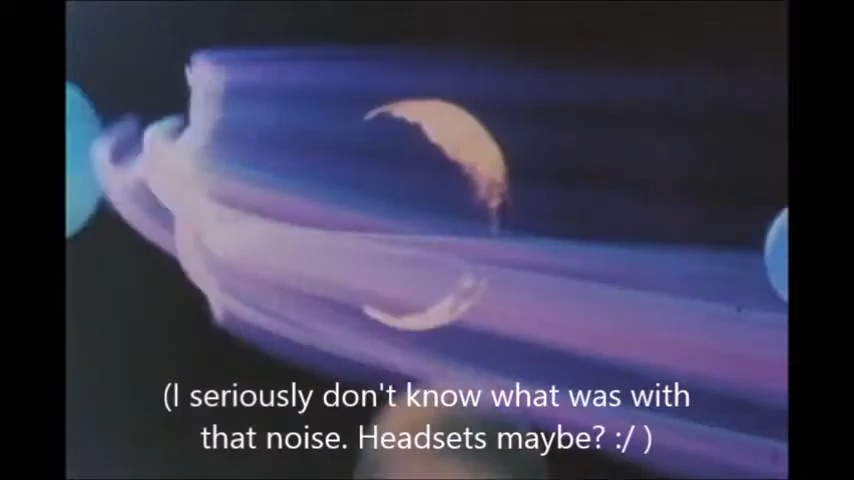 (I seriously don't know what was with
that noise. Headsets maybe? :/ )